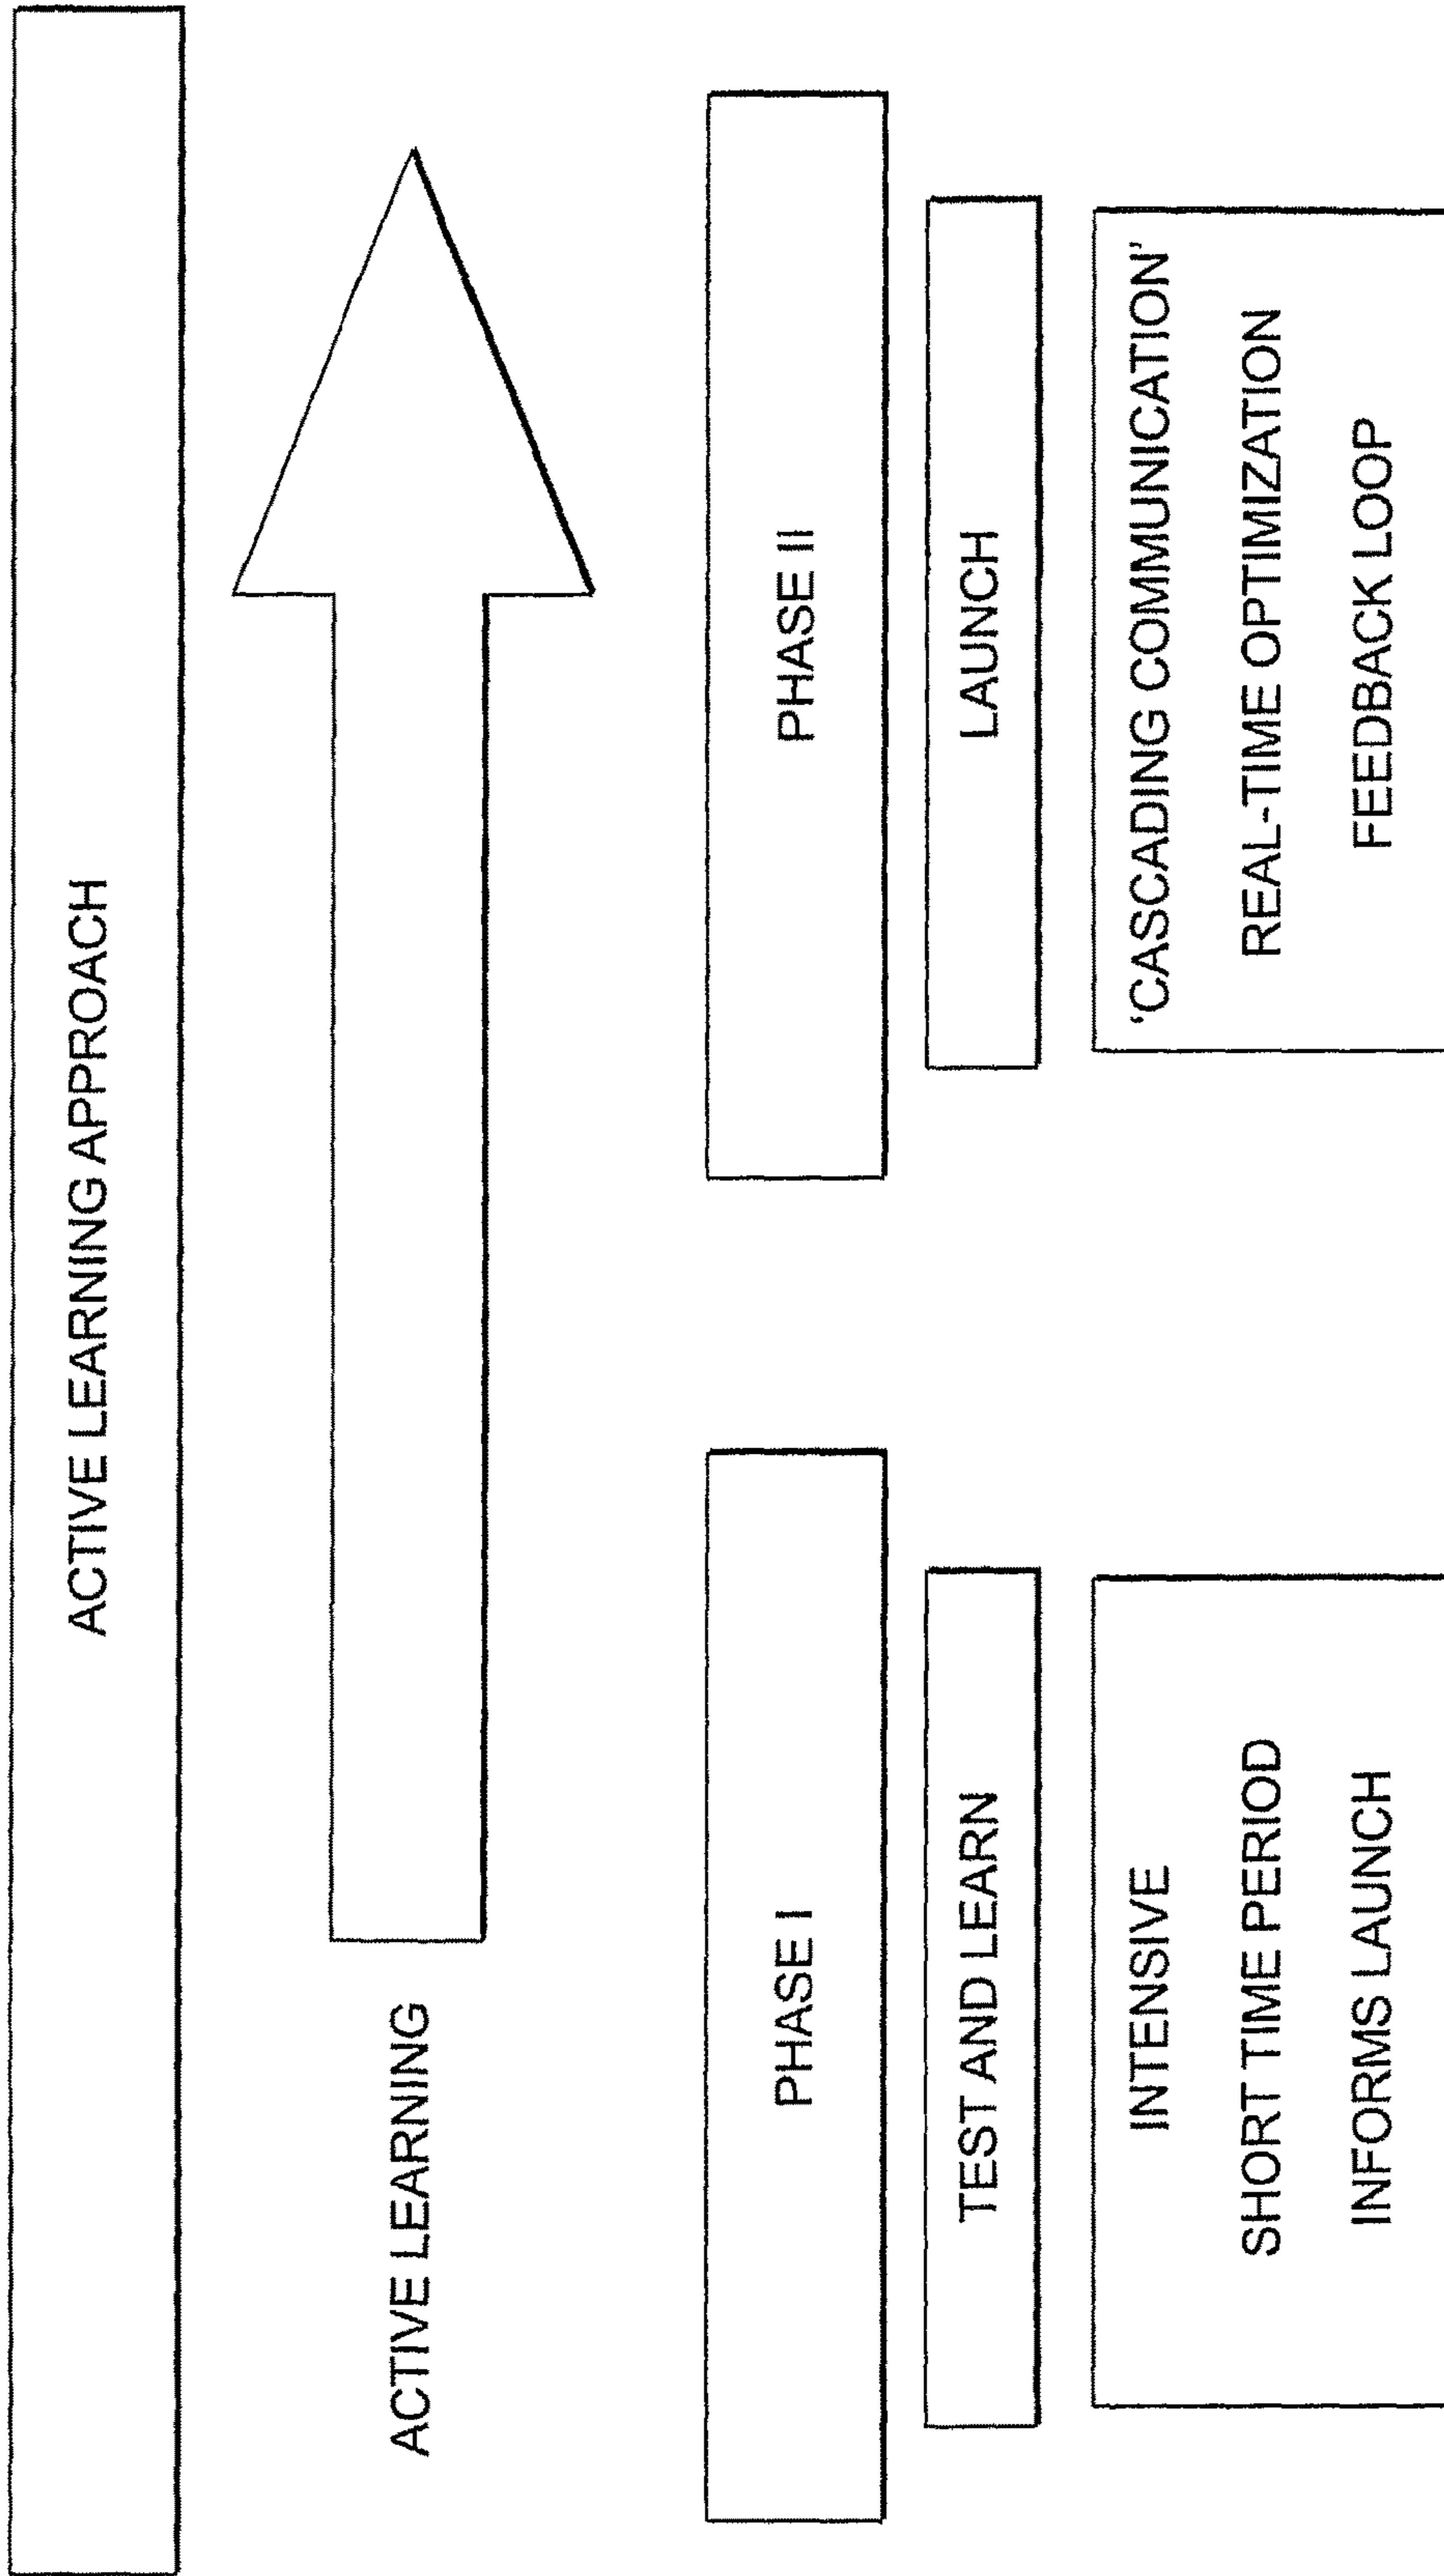 ACTIVE LEARNING APPROACH
ACTIVE LEARNING
PHASE I
TEST AND LEARN
INTENSIVE
SHORT TIME PERIOD
INFORMS LAUNCH
PHASE II
LAUNCH
‘CASCADING COMMUNICATION’
REAL-TIME OPTIMIZATION
FEEDBACK LOOP